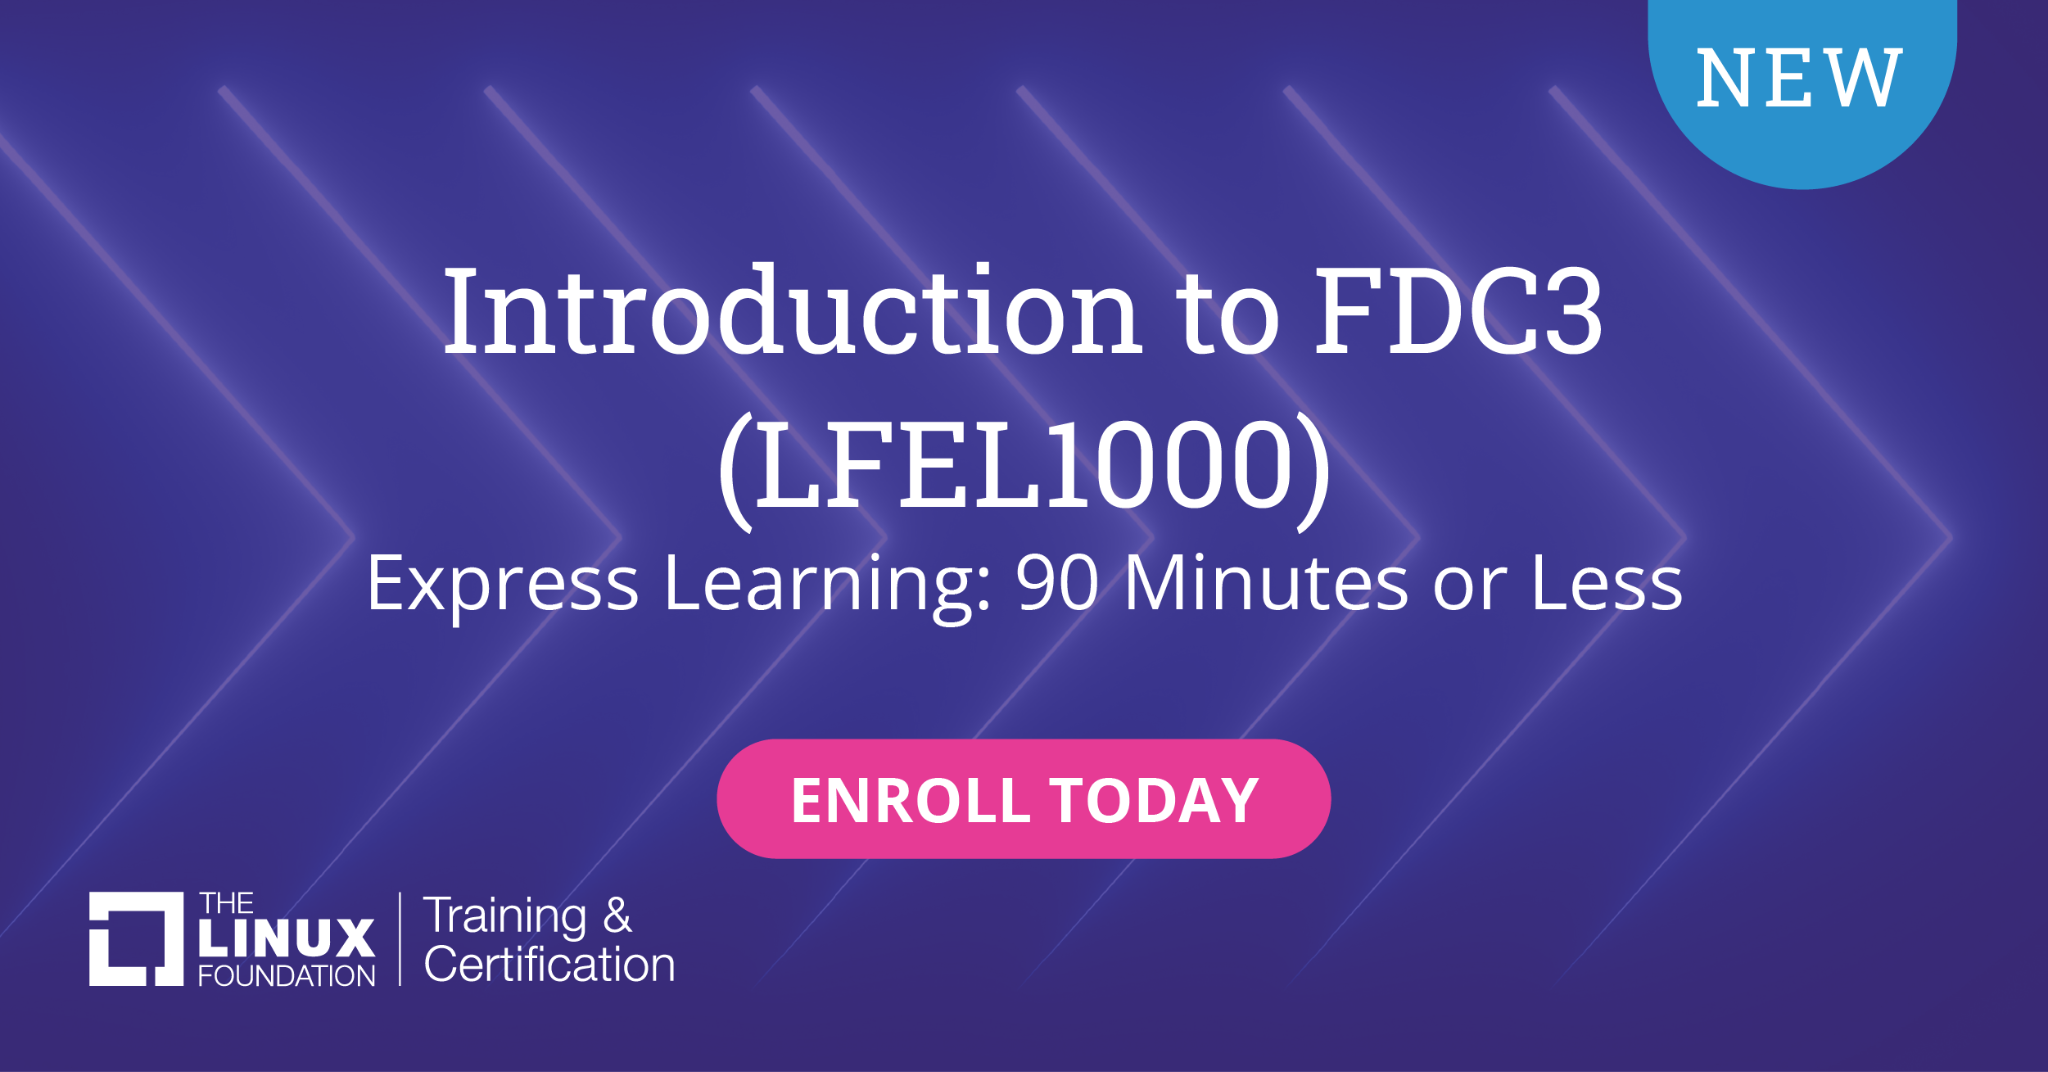 NEW
Introduction to FDC3
(LFEL1000)
Express Learning: 90 Minutes or Less
ENROLL TODAY
THE
LINUX
FOUNDATION
Training &
Certification